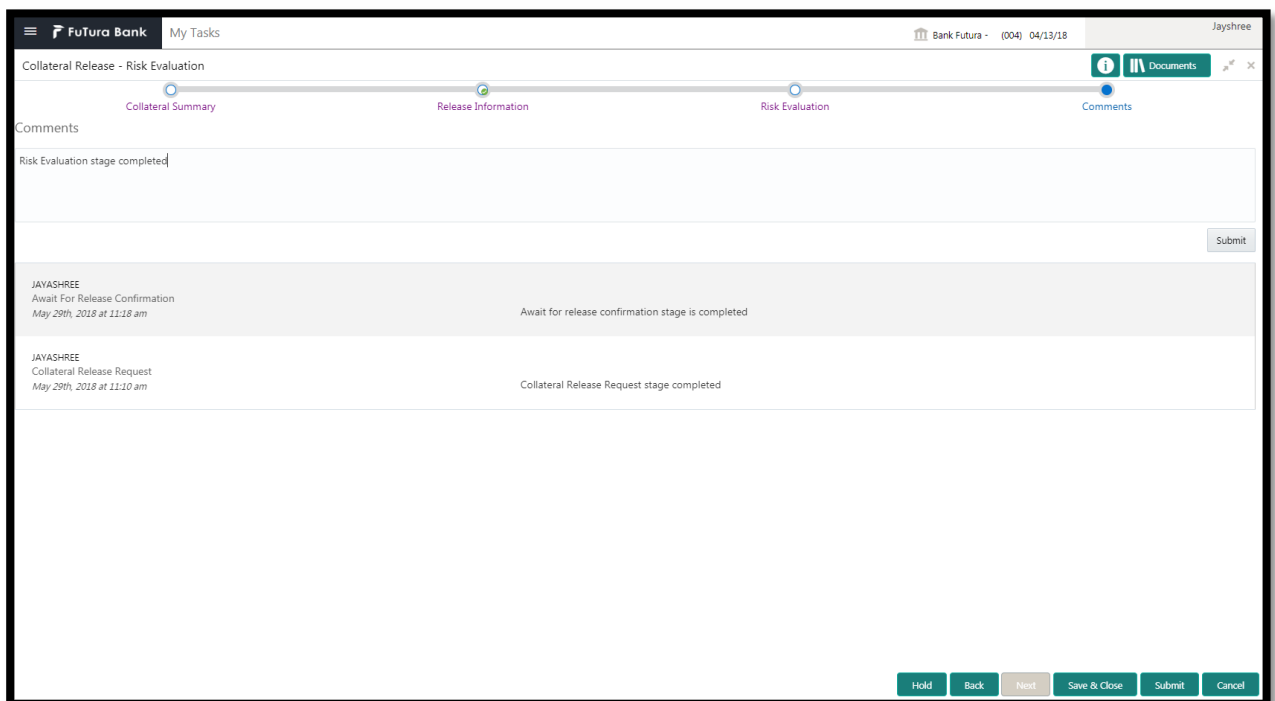 FuTura Bank My Tasks Bank Futura - (004) 04/13/18 Jayshree
Collateral Release - Risk Evaluation Documents
Collateral Summary Release Information Risk Evaluation Comments
Comments
Risk Evaluation stage completed
Submit
JAYASHREE
Await For Release Confirmation
May 29th, 2018 at 11:18 am Await for release confirmation stage is completed
JAYASHREE
Collateral Release Request
May 29th, 2018 at 11:10 am Collateral Release Request stage completed
Hold Back Next Save & Close Submit Cancel